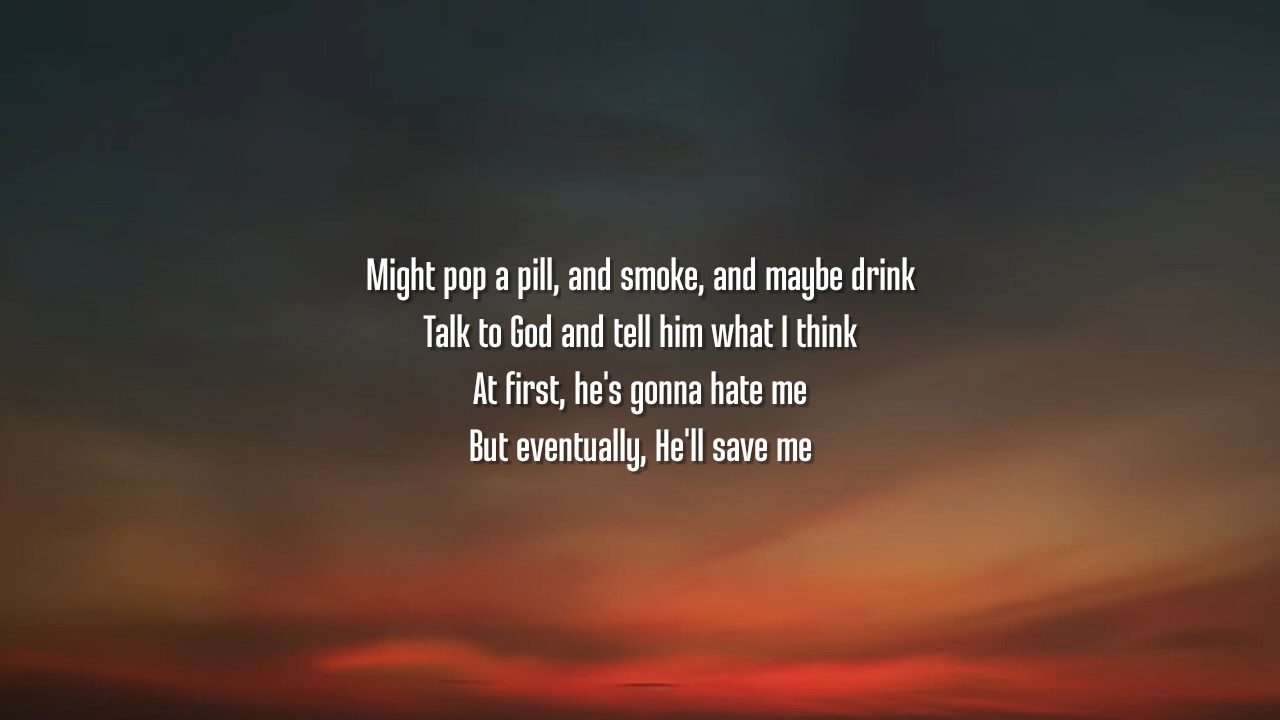 Might pop a pill, and smoke, and maybe drink
Talk to God and tell him what I think
At first, he's gonna hate me
But eventually, He'll save me